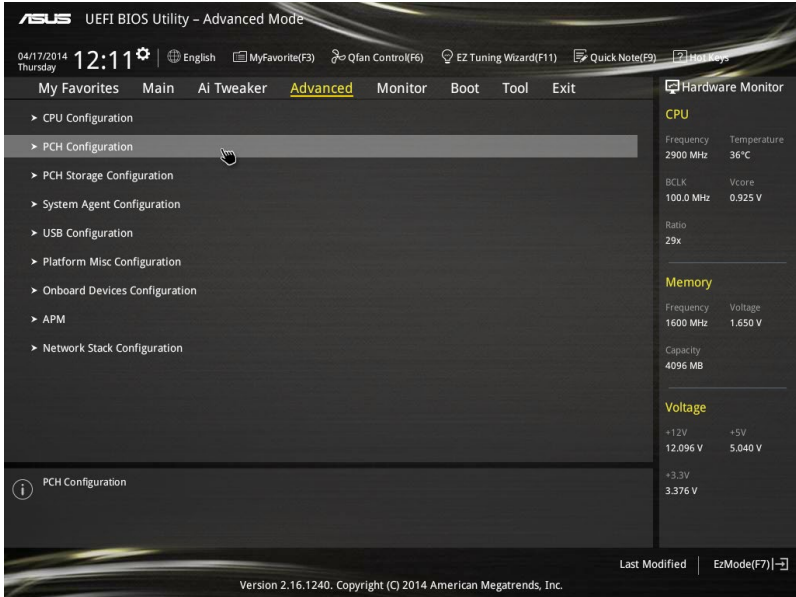 ASUS UEFI BIOS Utility – Advanced Mode
04/17/2014 Thursday 12:11 English MyFavorite(F3) Qfan Control(F6) EZ Tuning Wizard(F11) Quick Note(F9) ? Hot Keys
My Favorites Main Ai Tweaker Advanced Monitor Boot Tool Exit
> CPU Configuration
> PCH Configuration
> PCH Storage Configuration
> System Agent Configuration
> USB Configuration
> Platform Misc Configuration
> Onboard Devices Configuration
> APM
> Network Stack Configuration
Hardware Monitor
CPU
Frequency Temperature
2900 MHz 36°C
BCLK Vcore
100.0 MHz 0.925 V
Ratio
29x
Memory
Frequency Voltage
1600 MHz 1.650 V
Capacity
4096 MB
Voltage
+12V +5V
12.096 V 5.040 V
+3.3V
3.376 V
i PCH Configuration
Last Modified EzMode(F7)
Version 2.16.1240. Copyright (C) 2014 American Megatrends, Inc.